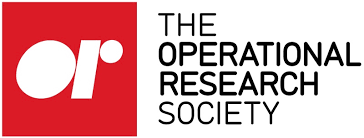 or
THE
OPERATIONAL
RESEARCH
SOCIETY